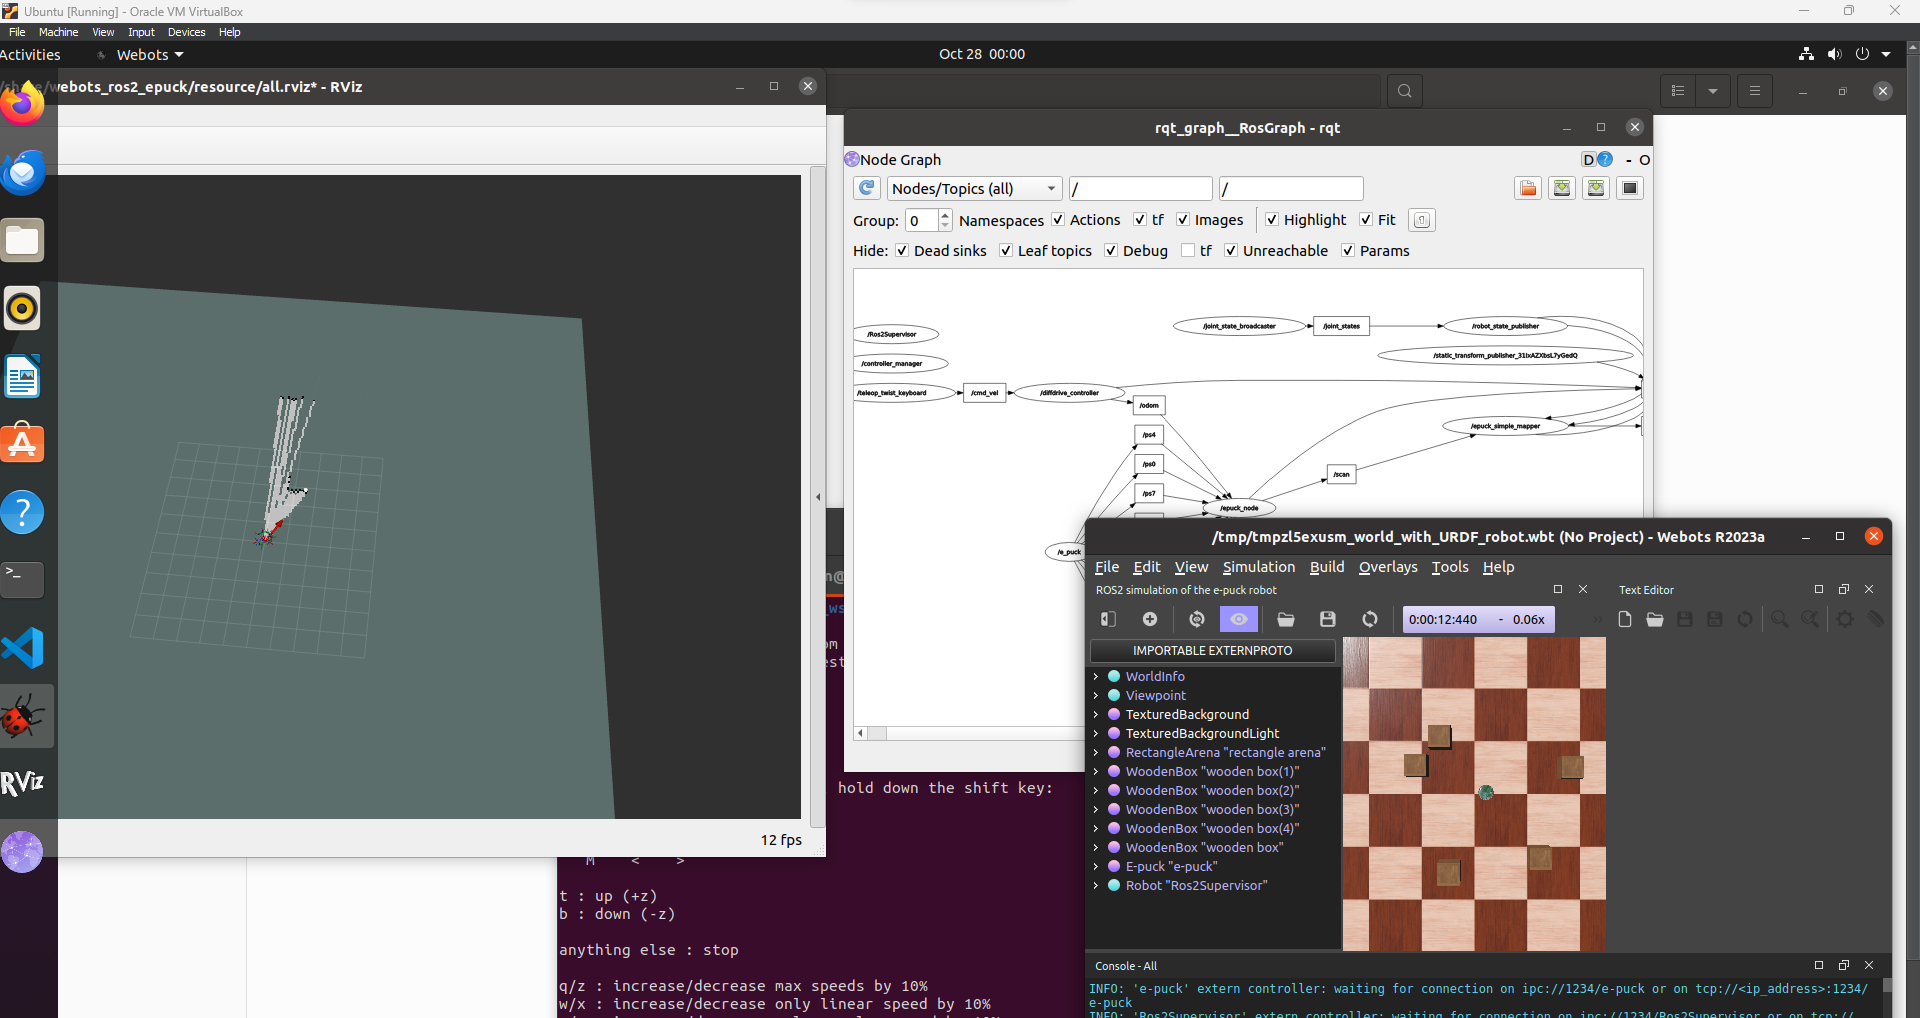 Ubuntu [Running] - Oracle VM VirtualBox
File Machine View Input Devices Help
Activities Webots Oct 28 00:00
/webots_ros2_epuck/resource/all.rviz* - RViz
12 fps
rqt_graph__RosGraph - rqt
Node Graph
D ? - O
Nodes/Topics (all) / /
Group: 0 Namespaces Actions tf Images Highlight Fit
Hide: Dead sinks Leaf topics Debug tf Unreachable Params
/Ros2Supervisor
/joint_state_broadcaster /joint_states /robot_state_publisher
/controller_manager
/teleop_twist_keyboard /cmd_vel /diffdrive_controller
/odom
/ps4
/ps0
/ps7
/epuck_simple_mapper
/scan
/epuck_node
/e_puck
hold down the shift key:
M < >
t : up (+z)
b : down (-z)
anything else : stop
q/z : increase/decrease max speeds by 10%
w/x : increase/decrease only linear speed by 10%
/tmp/tmpzl5exusm_world_with_URDF_robot.wbt (No Project) - Webots R2023a
File Edit View Simulation Build Overlays Tools Help
ROS2 simulation of the e-puck robot
Text Editor
0:00:12:440 - 0.06x
IMPORTABLE EXTERNPROTO
WorldInfo
Viewpoint
TexturedBackground
TexturedBackgroundLight
RectangleArena "rectangle arena"
WoodenBox "wooden box(1)"
WoodenBox "wooden box(2)"
WoodenBox "wooden box(3)"
WoodenBox "wooden box(4)"
WoodenBox "wooden box"
E-puck "e-puck"
Robot "Ros2Supervisor"
Console - All
INFO: 'e-puck' extern controller: waiting for connection on ipc://1234/e-puck or on tcp://<ip_address>:1234/
e-puck
INFO: 'Ros2Supervisor' extern controller: waiting for connection on ipc://1234/Ros2Supervisor or on tcp://
RViz